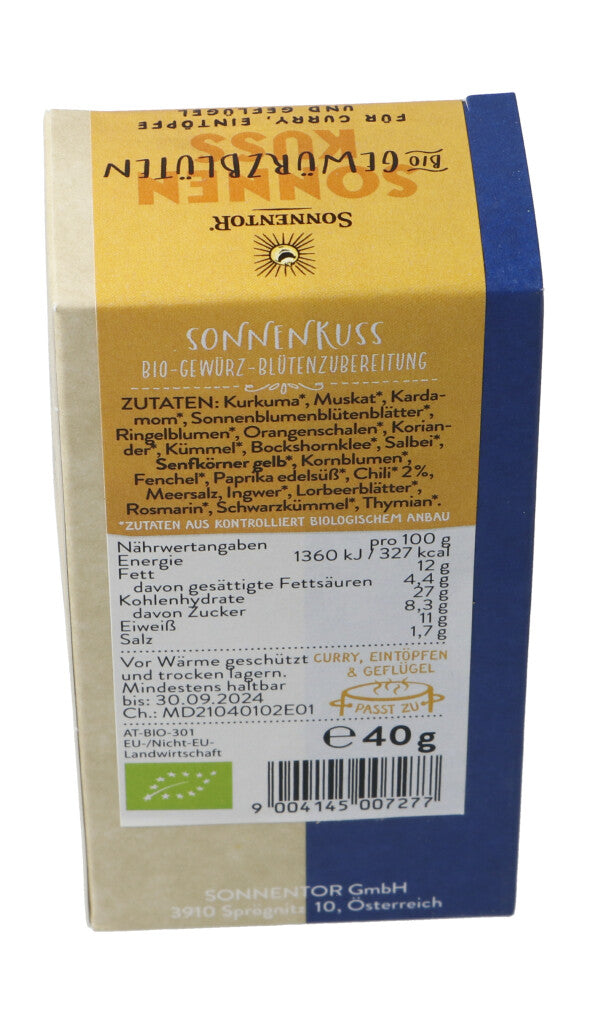 FÜR CURRY, EINTÖPFE
UND GEFLÜGEL
SONNEN
KUSS
BIO GEWÜRZBLÜTEN
SONNENTOR®
SONNENKUSS
BIO-GEWÜRZ-BLÜTENZUBEREITUNG
ZUTATEN: Kurkuma*, Muskat*, Karda-
mom*, Sonnenblumenblütenblätter*,
Ringelblumen*, Orangenschalen*, Korian-
der*, Kümmel*, Bockshornklee*, Salbei*,
Senfkörner gelb*, Kornblumen*,
Fenchel*, Paprika edelsüß*, Chili* 2%,
Meersalz, Ingwer*, Lorbeerblätter*,
Rosmarin*, Schwarzkümmel*, Thymian*.
*ZUTATEN AUS KONTROLLIERT BIOLOGISCHEM ANBAU
Nährwertangaben pro 100 g
Energie 1360 kJ / 327 kcal
Fett 12 g
davon gesättigte Fettsäuren 4,4 g
Kohlenhydrate 27 g
davon Zucker 8,3 g
Eiweiß 11 g
Salz 1,7 g
Vor Wärme geschützt
und trocken lagern.
Mindestens haltbar
bis: 30.09.2024
Ch.: MD21040102E01
CURRY, EINTÖPFEN
& GEFLÜGEL
PASST ZU
AT-BIO-301
EU-/Nicht-EU-
Landwirtschaft
℮ 40 g
9 004145 007277
SONNENTOR GmbH
3910 Sprögnitz 10, Österreich